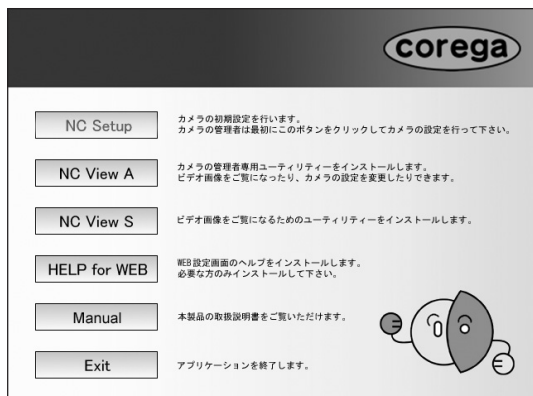 corega
NC Setup
カメラの初期設定を行います。
カメラの管理者は最初にこのボタンをクリックしてカメラの設定を行って下さい。
NC View A
カメラの管理者専用ユーティリティーをインストールします。
ビデオ画像をご覧になったり、カメラの設定を変更したりできます。
NC View S
ビデオ画像をご覧になるためのユーティリティーをインストールします。
HELP for WEB
WEB設定画面のヘルプをインストールします。
必要な方のみインストールして下さい。
Manual
本製品の取扱説明書をご覧いただけます。
Exit
アプリケーションを終了します。